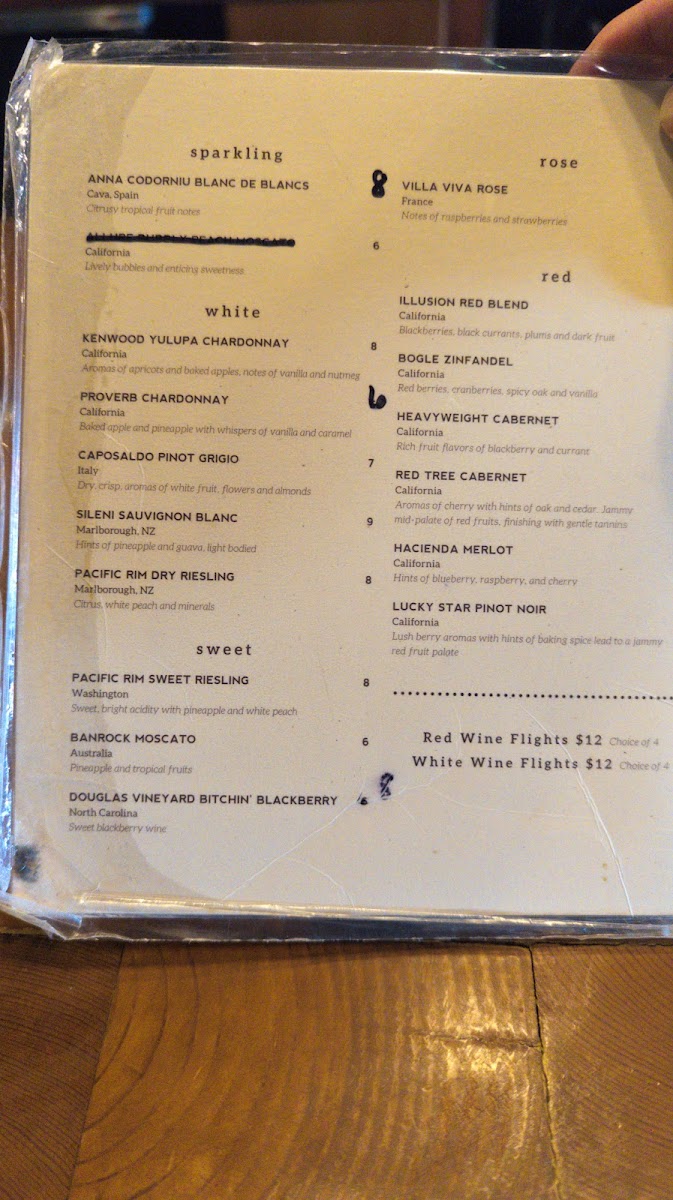 sparkling
ANNA CODORNIU BLANC DE BLANCS 8
Cava, Spain
Citrusy tropical fruit notes
ALLURE BUBBLY PEACH MOSCATO 6
California
Lively bubbles and enticing sweetness
white
KENWOOD YULUPA CHARDONNAY 8
California
Aromas of apricots and baked apples, notes of vanilla and nutmeg
PROVERB CHARDONNAY 6
California
Baked apple and pineapple with whispers of vanilla and caramel
CAPOSALDO PINOT GRIGIO 7
Italy
Dry, crisp, aromas of white fruit, flowers and almonds
SILENI SAUVIGNON BLANC 9
Marlborough, NZ
Hints of pineapple and guava, light bodied
PACIFIC RIM DRY RIESLING 8
Marlborough, NZ
Citrus, white peach and minerals
sweet
PACIFIC RIM SWEET RIESLING 8
Washington
Sweet, bright acidity with pineapple and white peach
BANROCK MOSCATO 6
Australia
Pineapple and tropical fruits
DOUGLAS VINEYARD BITCHIN' BLACKBERRY
North Carolina
Sweet blackberry wine
rose
VILLA VIVA ROSE
France
Notes of raspberries and strawberries
red
ILLUSION RED BLEND
California
Blackberries, black currants, plums and dark fruit
BOGLE ZINFANDEL
California
Red berries, cranberries, spicy oak and vanilla
HEAVYWEIGHT CABERNET
California
Rich fruit flavors of blackberry and currant
RED TREE CABERNET
California
Aromas of cherry with hints of oak and cedar. Jammy
mid-palate of red fruits, finishing with gentle tannins
HACIENDA MERLOT
California
Hints of blueberry, raspberry, and cherry
LUCKY STAR PINOT NOIR
California
Lush berry aromas with hints of baking spice lead to a jammy
red fruit palate
Red Wine Flights $12 Choice of 4
White Wine Flights $12 Choice of 4